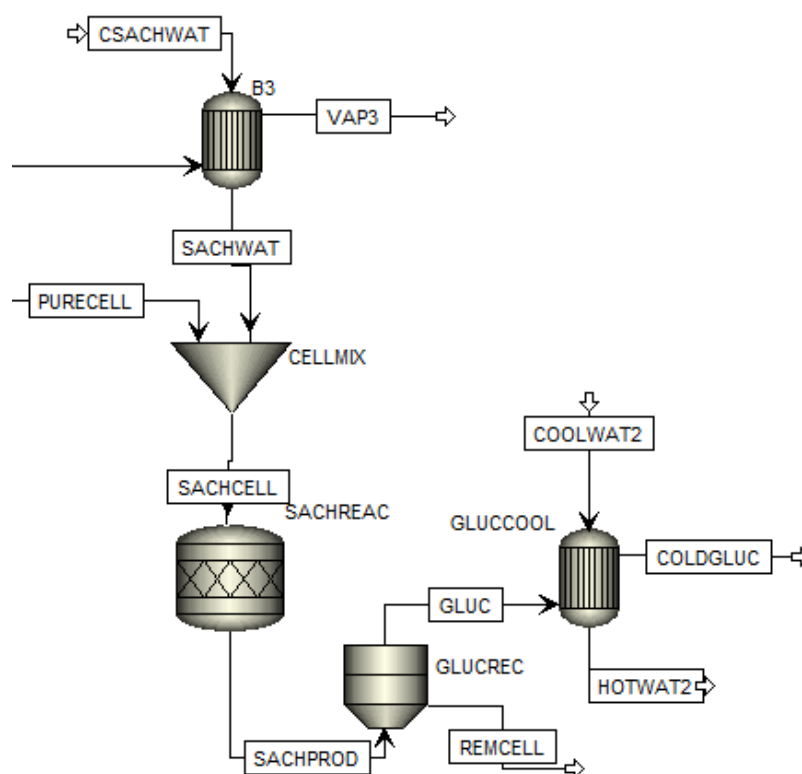 CSACHWAT
B3
VAP3
SACHWAT
PURECELL
CELLMIX
COOLWAT2
SACHCELL
SACHREAC
GLUCCOOL
COLDGLUC
GLUC
GLUCREC
HOTWAT2
REMCELL
SACHPROD